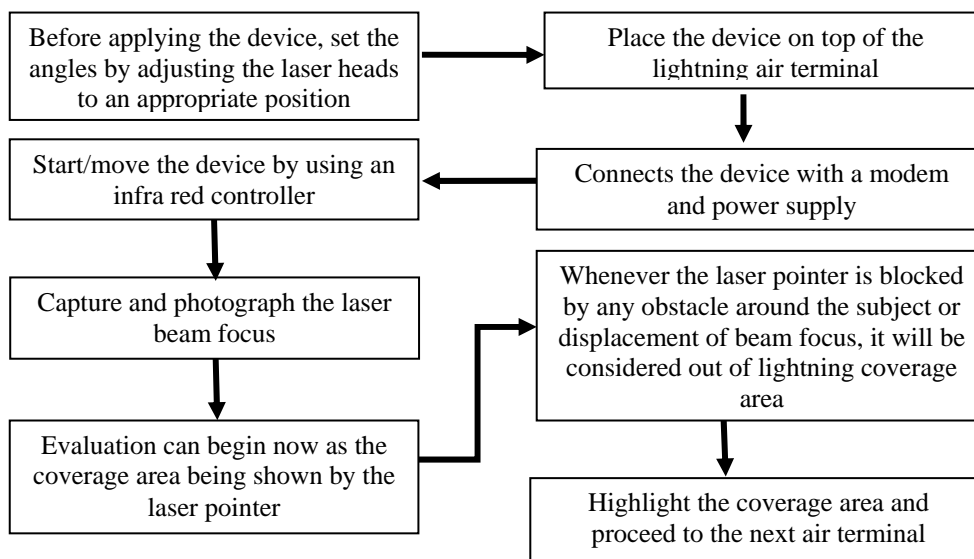 Before applying the device, set the
angles by adjusting the laser heads
to an appropriate position
Place the device on top of the
lightning air terminal
Connects the device with a modem
and power supply
Start/move the device by using an
infra red controller
Capture and photograph the laser
beam focus
Evaluation can begin now as the
coverage area being shown by the
laser pointer
Whenever the laser pointer is blocked
by any obstacle around the subject or
displacement of beam focus, it will be
considered out of lightning coverage
area
Highlight the coverage area and
proceed to the next air terminal